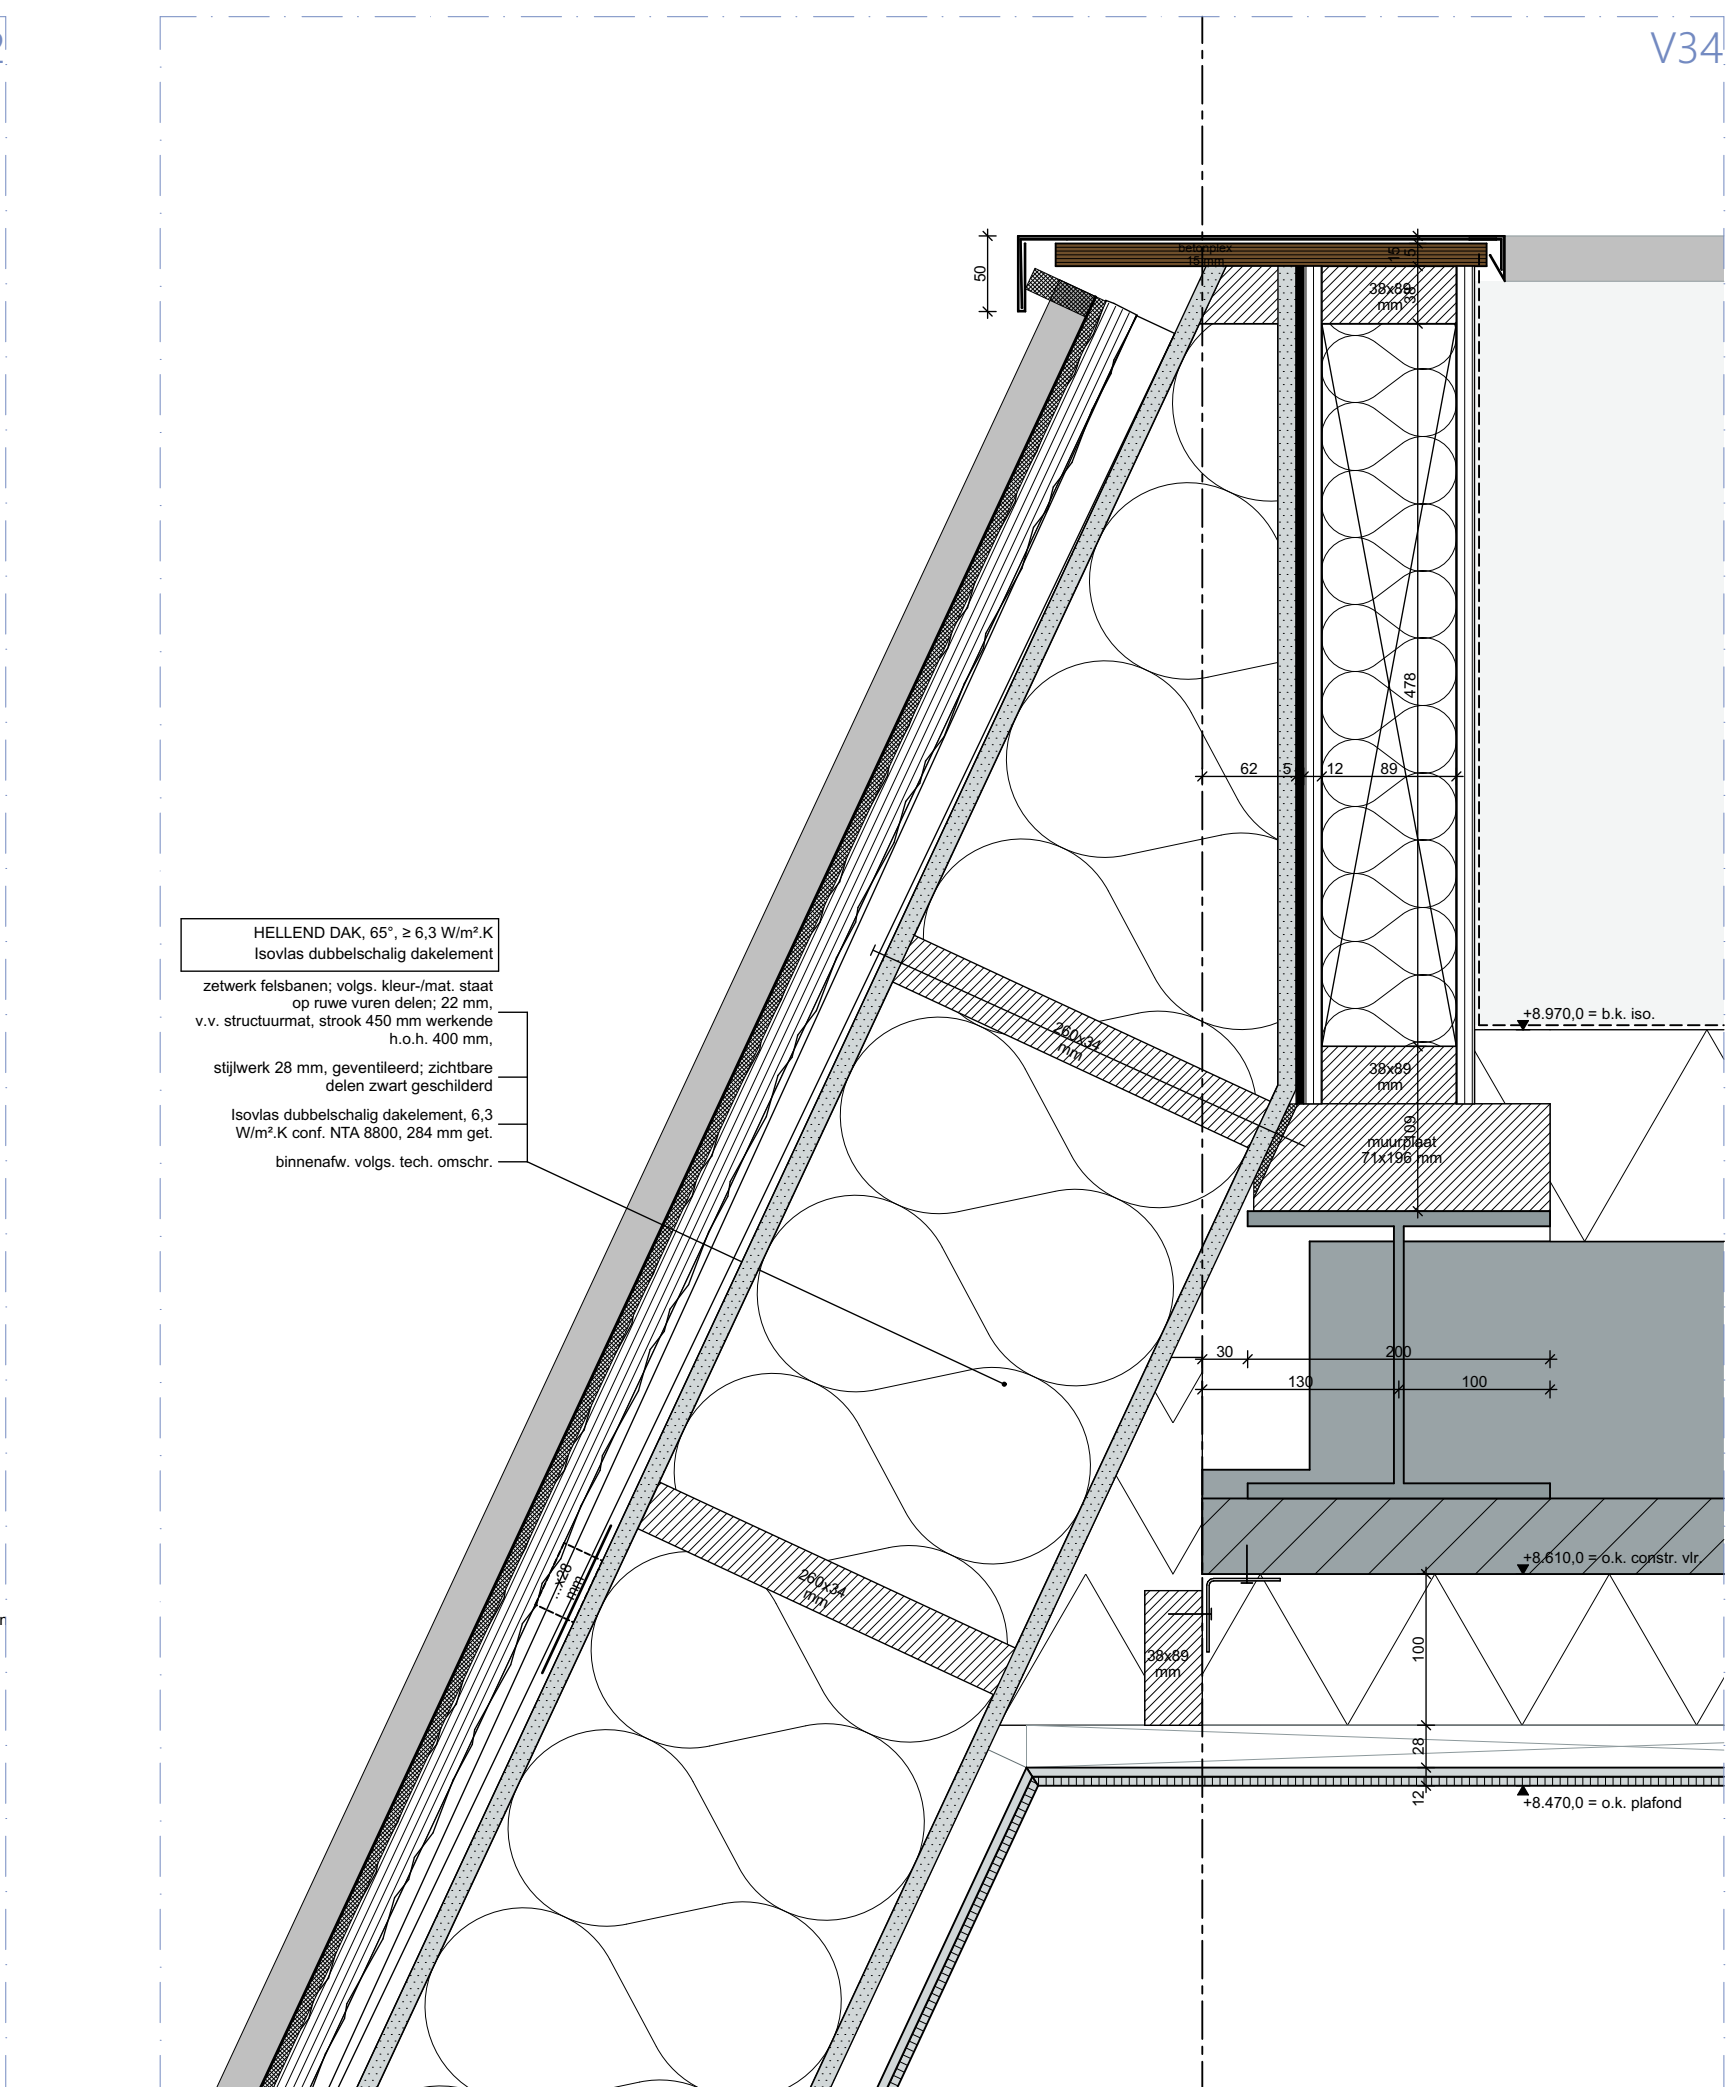 V34
betonplex
15 mm
15
5
50
38x89
mm
38
478
62
5
12
89
HELLEND DAK, 65°, ≥ 6,3 W/m².K
Isovlas dubbelschalig dakelement
zetwerk felsbanen; volgs. kleur-/mat. staat
op ruwe vuren delen; 22 mm,
v.v. structuurmat, strook 450 mm werkende
h.o.h. 400 mm,
stijlwerk 28 mm, geventileerd; zichtbare
delen zwart geschilderd
Isovlas dubbelschalig dakelement, 6,3
W/m².K conf. NTA 8800, 284 mm get.
binnenafw. volgs. tech. omschr.
+8.970,0 = b.k. iso.
260x34
mm
38x89
mm
109
muurplaat
71x196 mm
30
200
130
100
+8.610,0 = o.k. constr. vlr.
...x28
mm
260x34
mm
38x89
mm
100
28
12
+8.470,0 = o.k. plafond